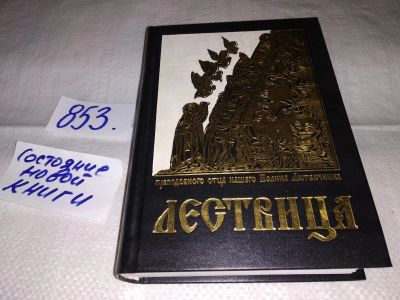 853.
Состояние
новой
книги
преподобного отца нашего Иоанна Лествичника
ЛЕСТВИЦА